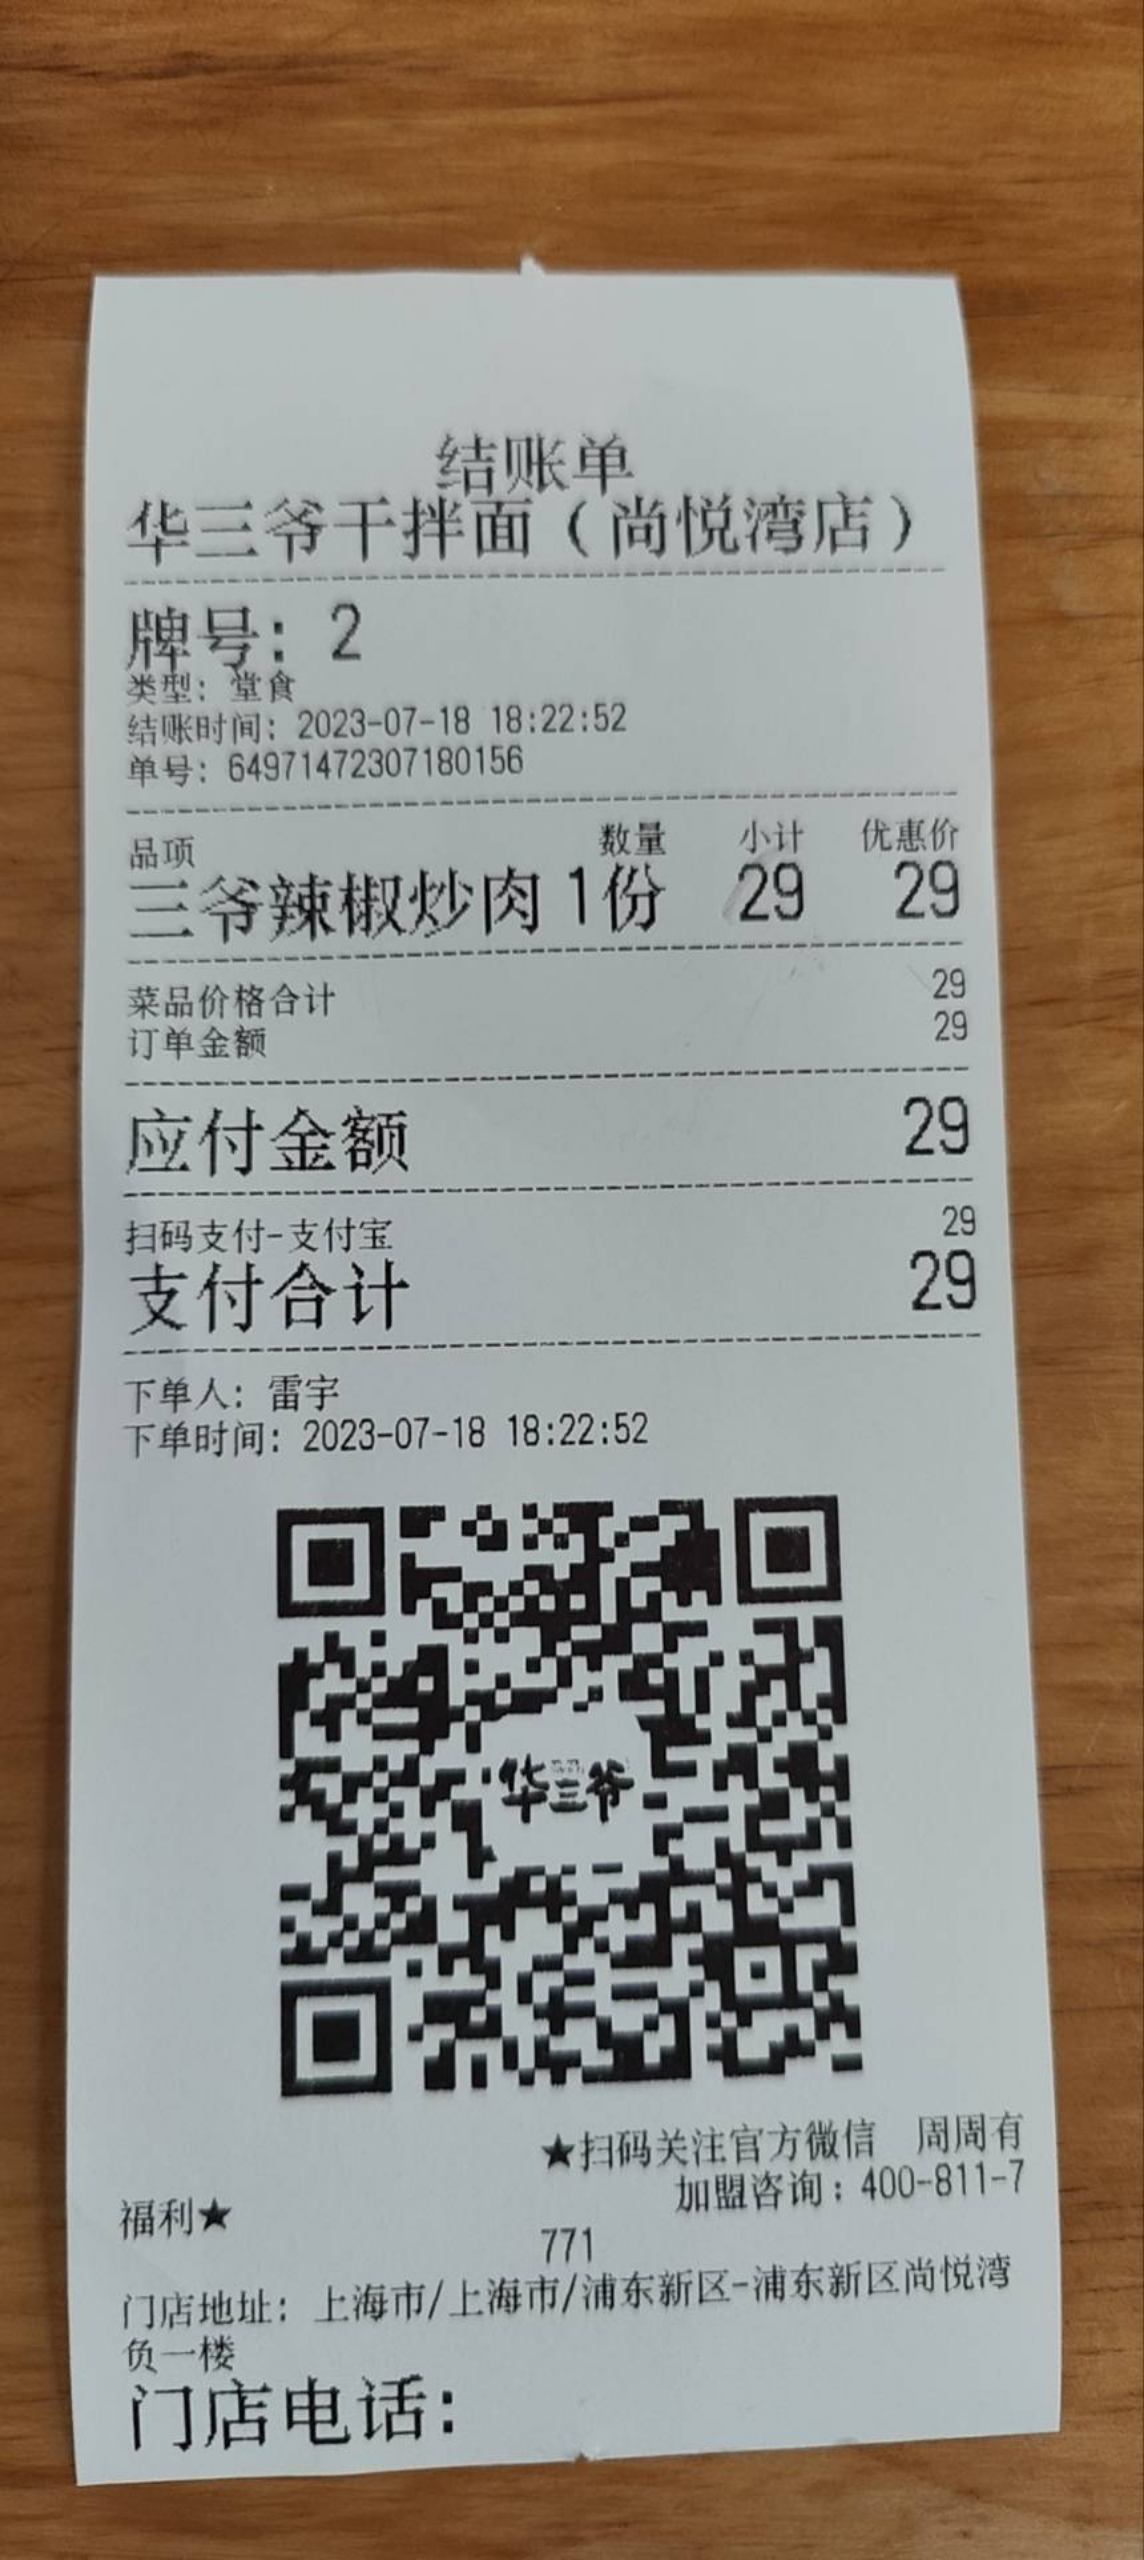 结账单
华三爷干拌面（尚悦湾店）
牌号：2
类型：堂食
结账时间：2023-07-18 18:22:52
单号：64971472307180156
品项 数量 小计 优惠价
三爷辣椒炒肉 1份 29 29
菜品价格合计 29
订单金额 29
应付金额 29
扫码支付-支付宝 29
支付合计 29
下单人：雷宇
下单时间：2023-07-18 18:22:52
华三爷
★扫码关注官方微信 周周有
福利★
加盟咨询：400-811-7
771
门店地址：上海市/上海市/浦东新区-浦东新区尚悦湾
负一楼
门店电话：